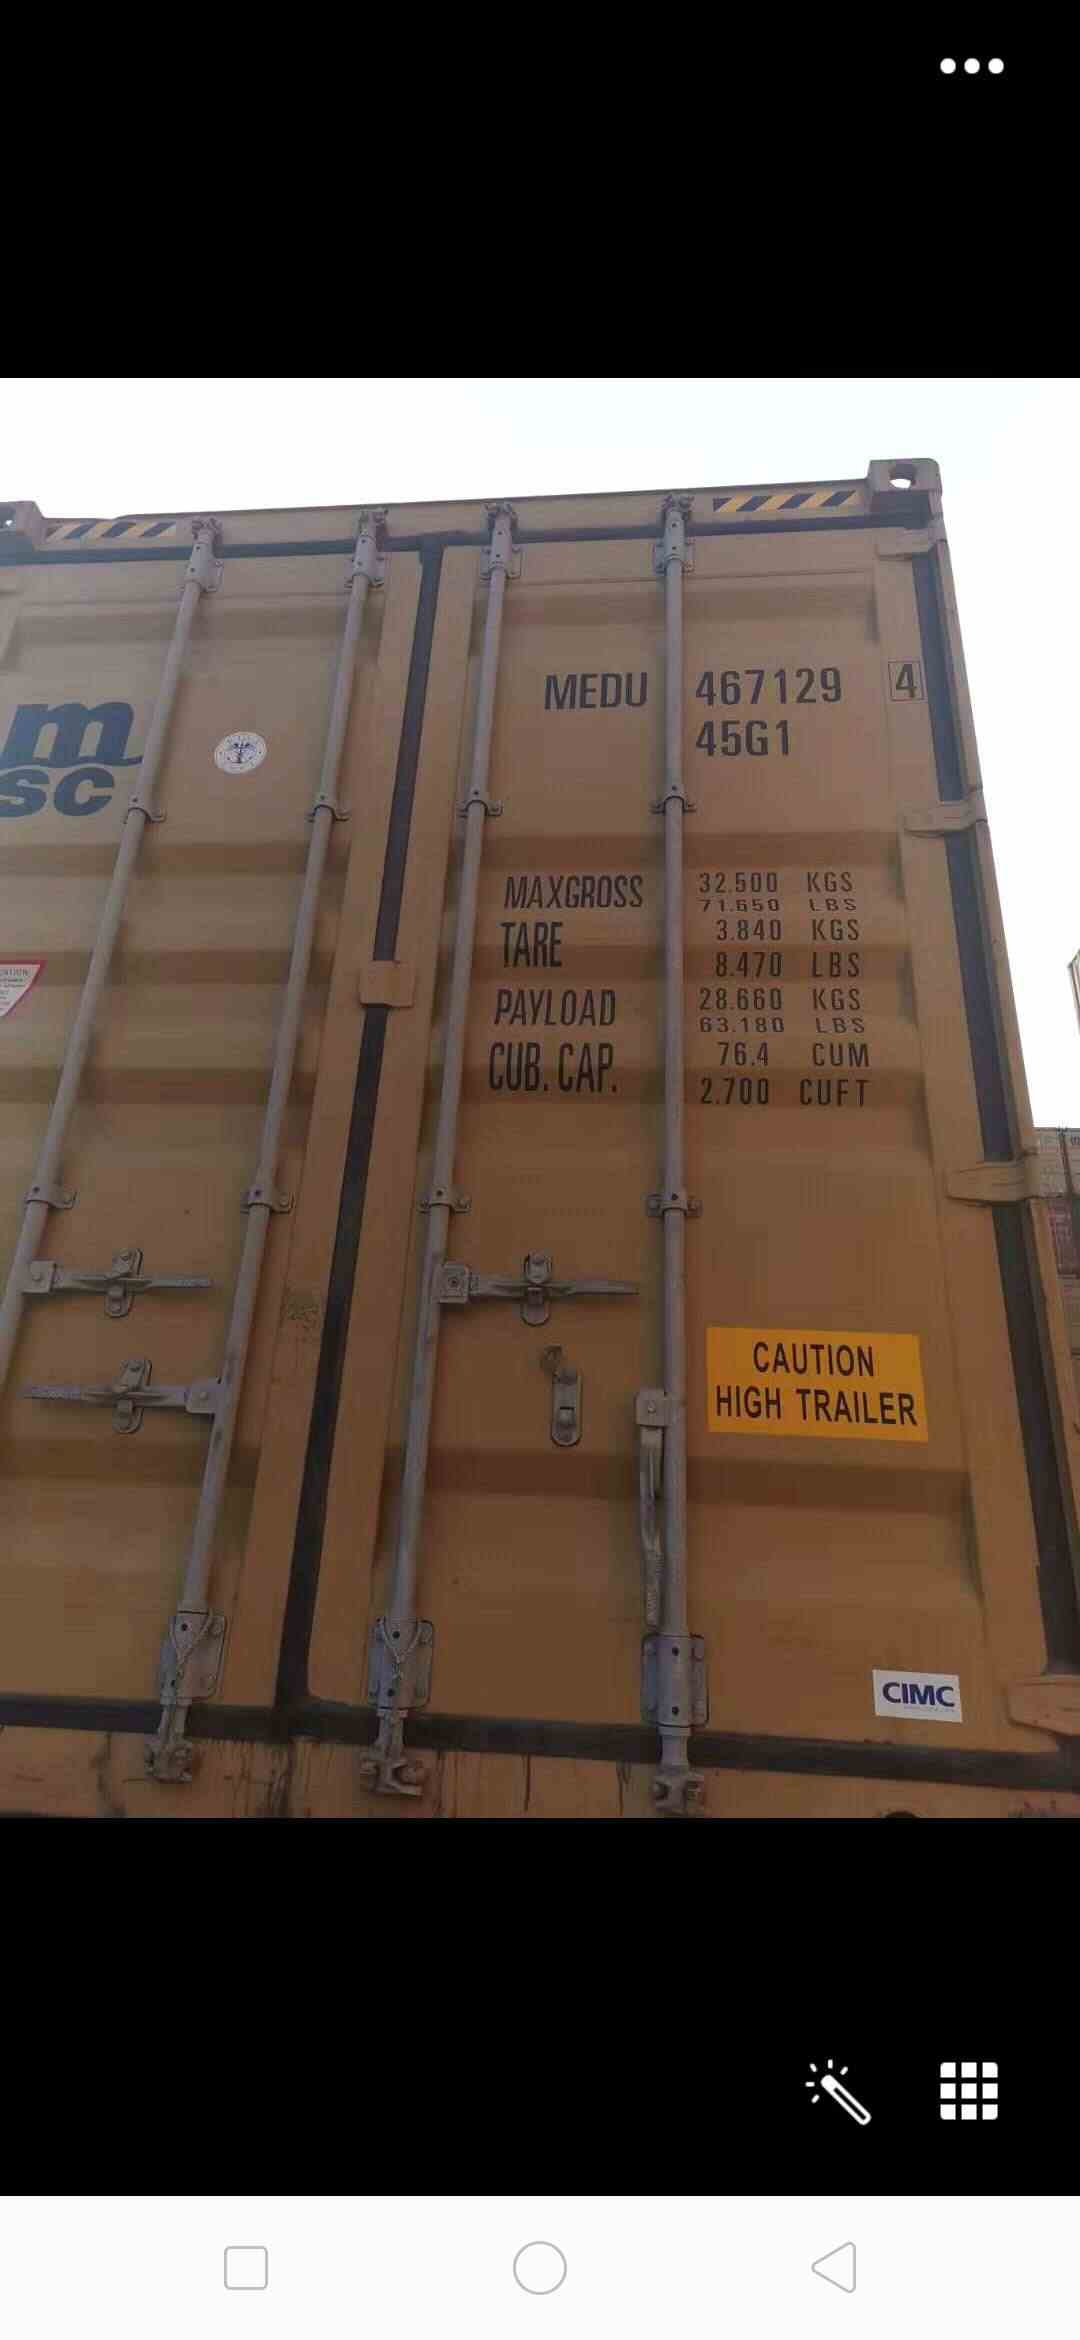 m
sc
MEDU 467129 4
45G1
MAXGROSS 32.500 KGS
71.650 LBS
TARE 3.840 KGS
8.470 LBS
PAYLOAD 28.660 KGS
63.180 LBS
CUB. CAP. 76.4 CUM
2.700 CUFT
CAUTION
HIGH TRAILER
CIMC